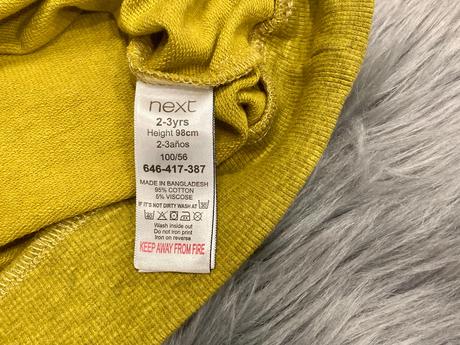 next
2-3yrs
Height 98cm
2-3años
100/56
646-417-387
MADE IN BANGLADESH
95% COTTON
5% VISCOSE
IF IT'S NOT DIRTY WASH AT 30°
Wash inside out
Do not iron print
Iron on reverse
KEEP AWAY FROM FIRE